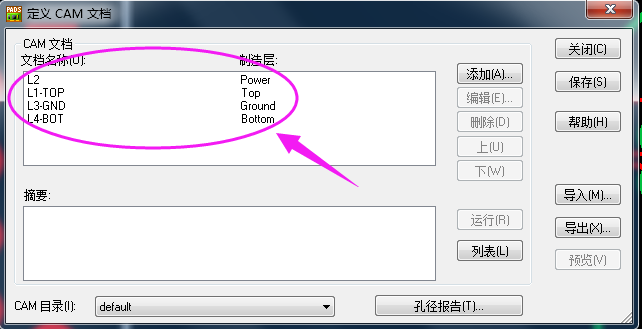 PADS
定义 CAM 文档
CAM 文档
文档名称(U): 制造层:
L2 Power
L1-TOP Top
L3-GND Ground
L4-BOT Bottom
添加(A)...
编辑(E)...
删除(D)
上(U)
下(W)
摘要:
运行(R)
列表(L)
关闭(C)
保存(S)
帮助(H)
导入(M)...
导出(X)...
预览(V)
CAM 目录(I): default
孔径报告(T)...